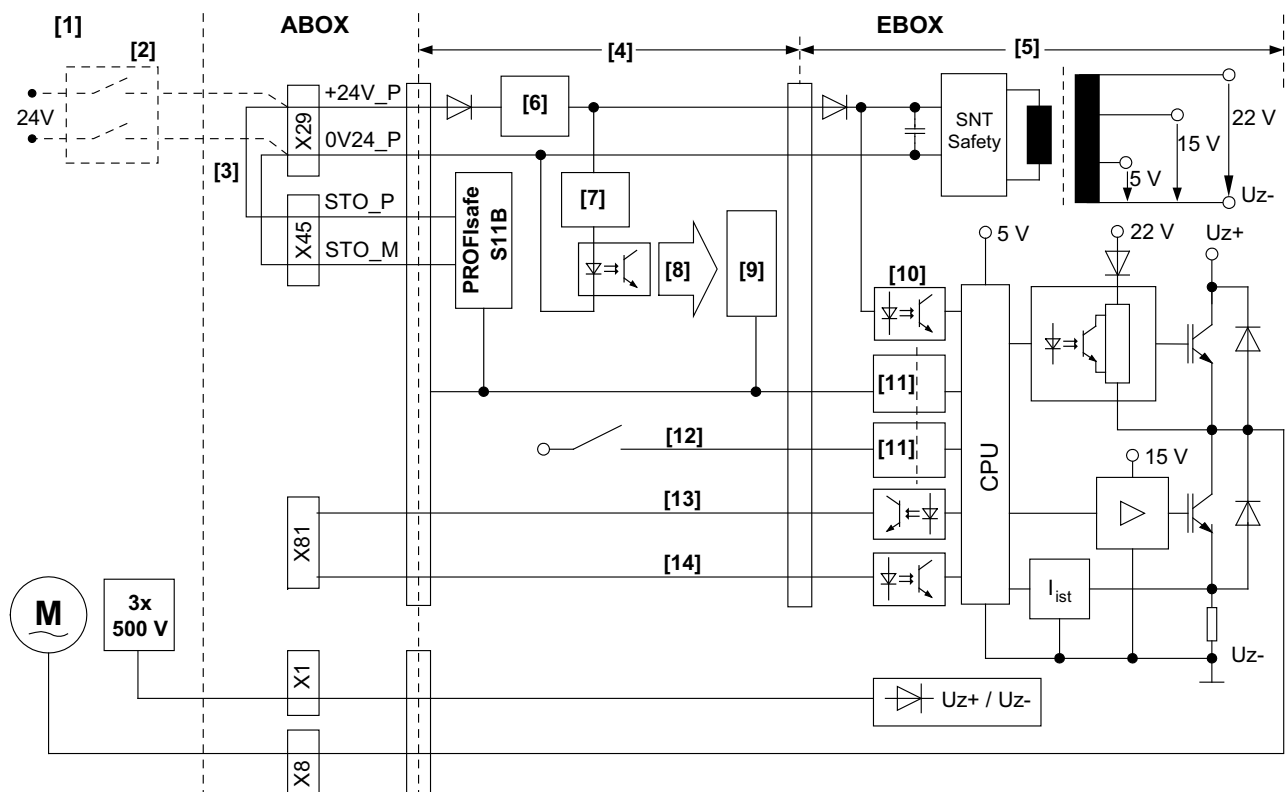 [1]
ABOX
EBOX
[2]
[4]
[5]
+24V_P
[6]
24V
X29
0V24_P
SNT
Safety
22 V
15 V
5 V
Uz-
[3]
STO_P
X45
STO_M
PROFIsafe
S11B
[7]
[8]
[9]
5 V
22 V
Uz+
[10]
[11]
[12]
[11]
CPU
15 V
X81
[13]
[14]
I_ist
Uz-
M
3x
500 V
X1
Uz+ / Uz-
X8